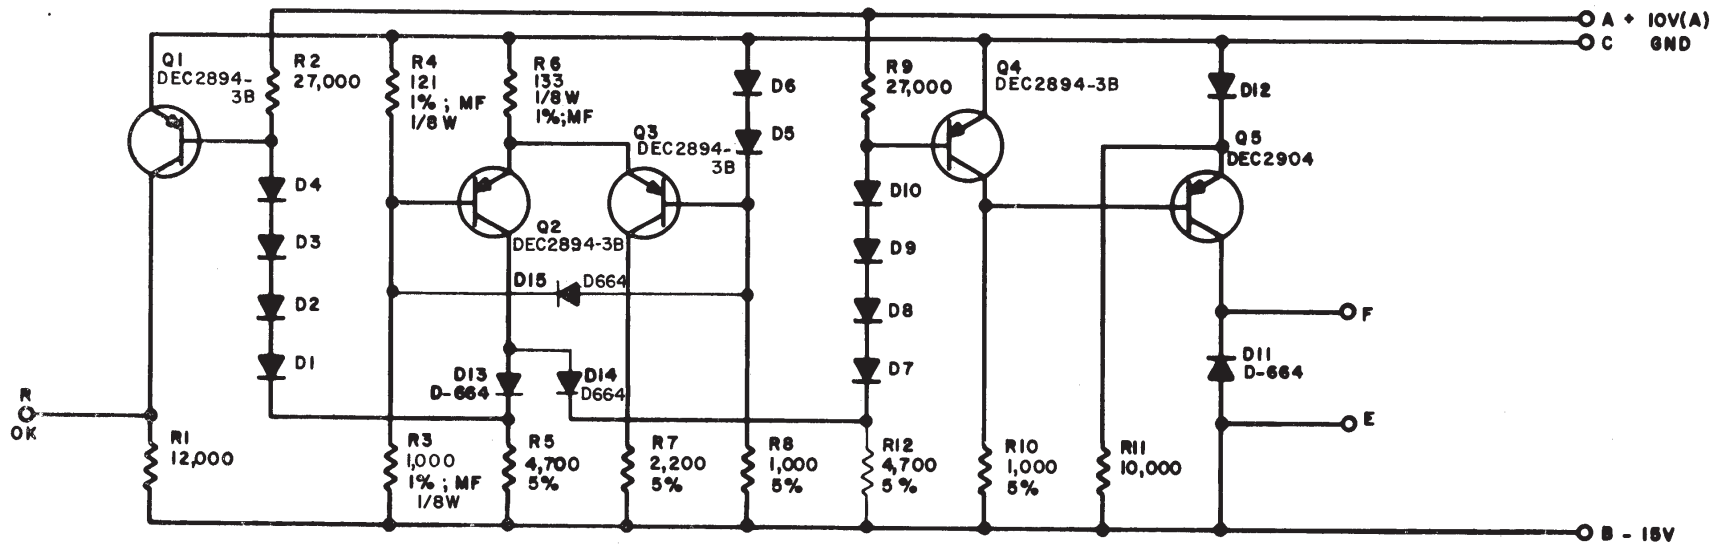 A + 10V(A)
C GND
Q1
DEC2894-
3B
R2
27,000
R4
121
1% ; MF
1/8 W
R6
133
1/8 W
1%;MF
D6
D5
R9
27,000
Q4
DEC2894-3B
D12
Q3
DEC2894-
3B
Q5
DEC2904
D4
D3
D2
D1
Q2
DEC2894-3B
D15 D664
D10
D9
D8
D7
F
D11
D-664
D13
D-664
D14
D664
E
R
OK
R1
12,000
R3
1,000
1% ; MF
1/8 W
R5
4,700
5%
R7
2,200
5%
R8
1,000
5%
R12
4,700
5%
R10
1,000
5%
R11
10,000
B - 15V